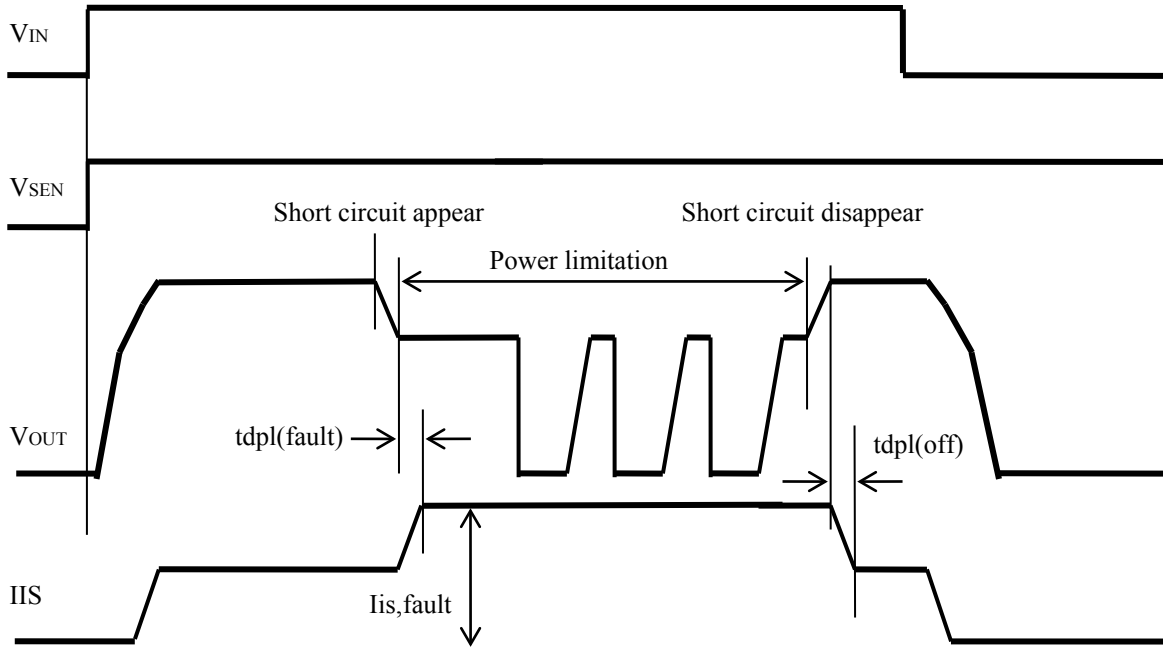 VIN
VSEN
Short circuit appear
Short circuit disappear
Power limitation
VOUT
tdpl(fault)
tdpl(off)
IIS
Iis,fault